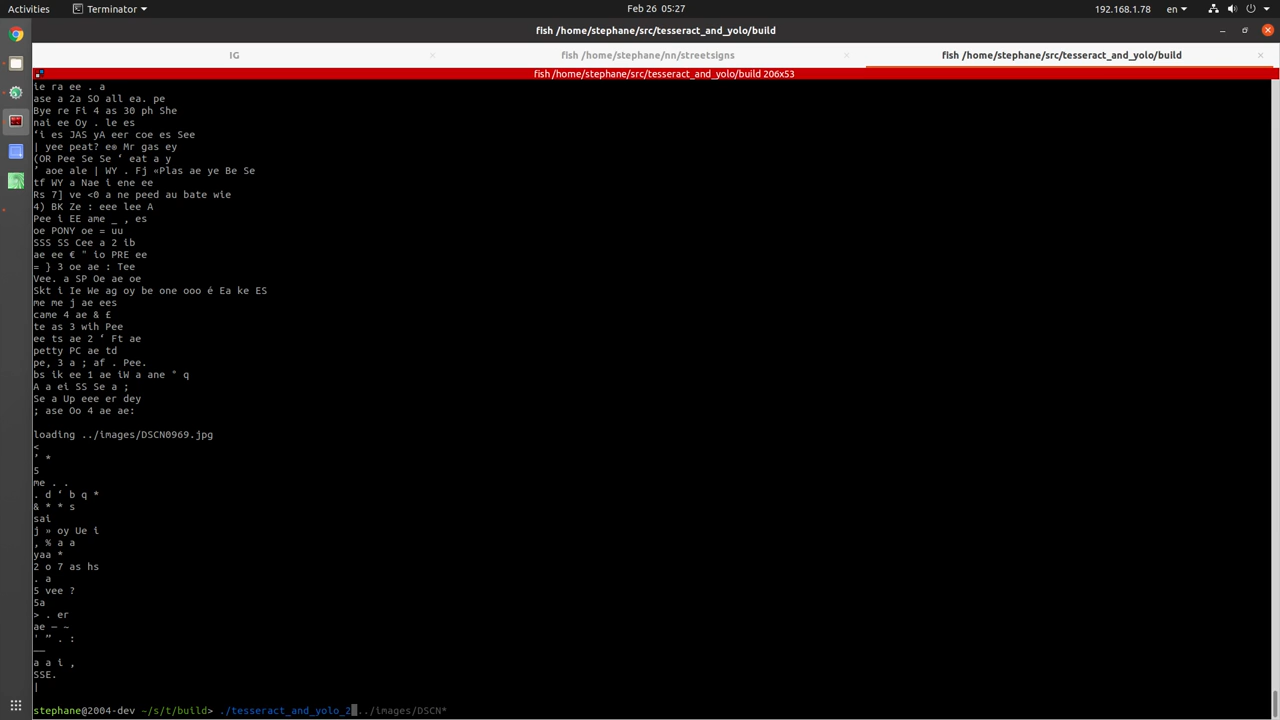 Activities
Terminator
Feb 26 05:27
192.168.1.78
en
fish /home/stephane/src/tesseract_and_yolo/build
IG
fish /home/stephane/nn/streetsigns
fish /home/stephane/src/tesseract_and_yolo/build
fish /home/stephane/src/tesseract_and_yolo/build 206x53
ie ra ee . a
ase a 2a SO all ea. pe
Bye re Fi 4 as 30 ph She
nai ee Oy . le es
‘i es JAS yA eer coe es See
| yee peat? e® Mr gas ey
(OR Pee Se Se ‘ eat a y
’ aoe ale | WY . Fj «Plas ae ye Be Se
tf WY a Nae i ene ee
Rs 7] ve <0 a ne peed au bate wie
4) BK Ze : eee lee A
Pee i EE ame _ , es
oe PONY oe = uu
SSS SS Cee a 2 ib
ae ee € " io PRE ee
= } 3 oe ae : Tee
Vee. a SP Oe ae oe
Skt i Ie We ag oy be one ooo é Ea ke ES
me me j ae ees
came 4 ae & £
te as 3 wih Pee
ee ts ae 2 ‘ Ft ae
petty PC ae td
pe, 3 a ; af . Pee.
bs ik ee 1 ae iW a ane ° q
A a ei SS Se a ;
Se a Up eee er dey
; ase Oo 4 ae ae:
loading ../images/DSCN0969.jpg
<
’ *
S
me . .
. d ‘ b q *
& * * s
sai
j » oy Ue i
, % a a
yaa *
2 o 7 as hs
. a
5 vee ?
5a
> . er
ae — ~
' ” . :
——
a a i ,
SSE.
|
stephane@2004-dev ~/s/t/build> ./tesseract_and_yolo_2 ../images/DSCN*